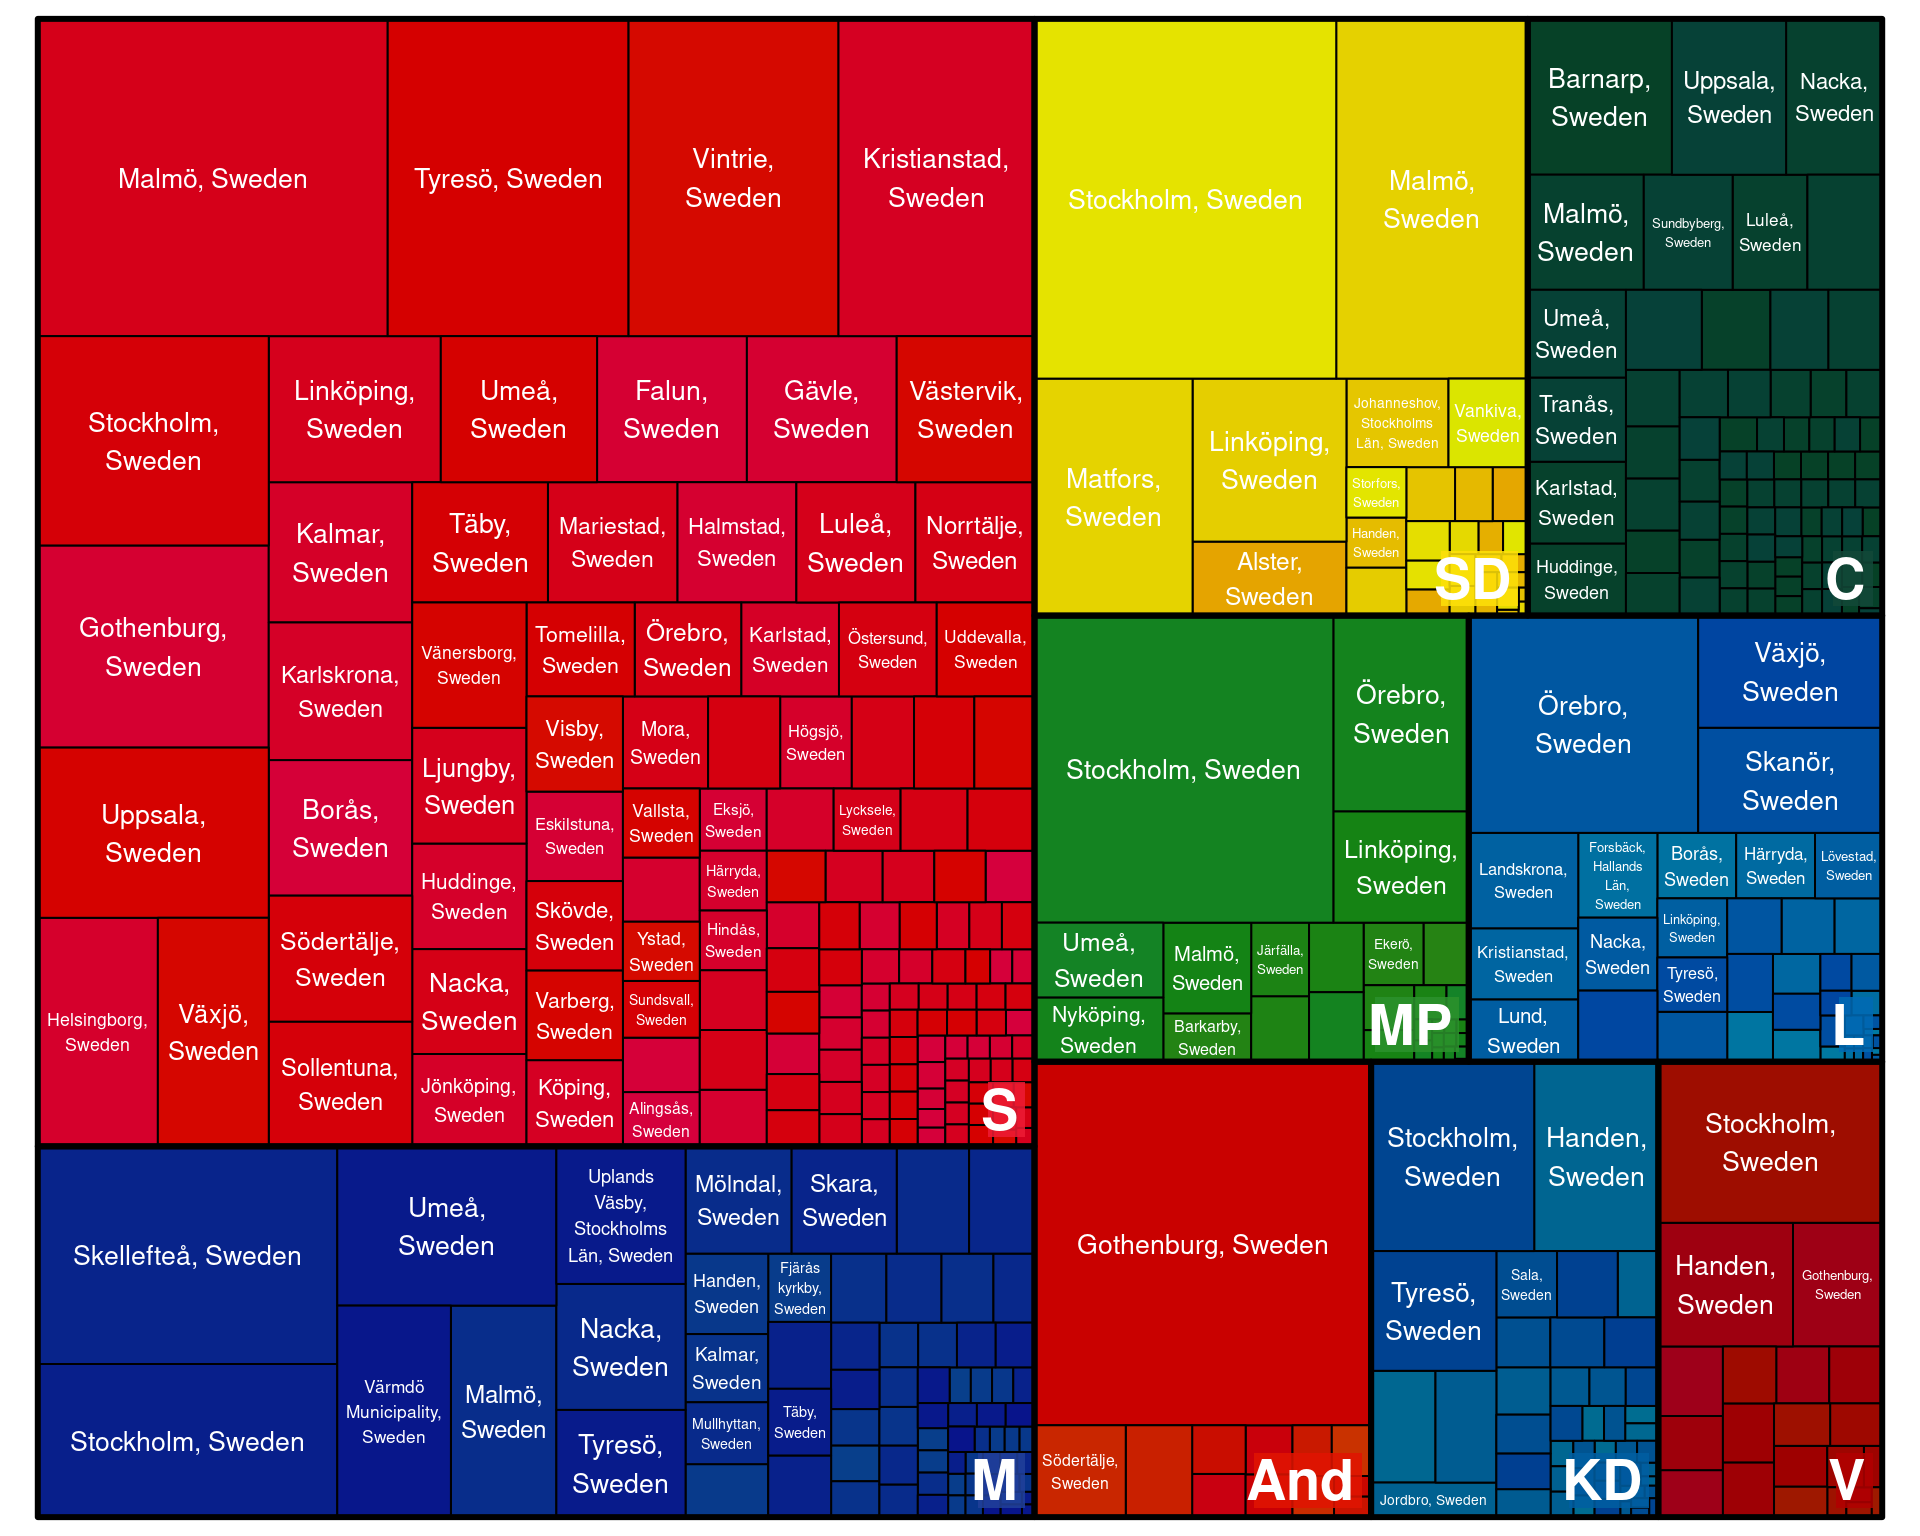 Malmö, Sweden
Tyresö, Sweden
Vintrie,
Sweden
Kristianstad,
Sweden
Stockholm,
Sweden
Linköping,
Sweden
Umeå,
Sweden
Falun,
Sweden
Gävle,
Sweden
Västervik,
Sweden
Gothenburg,
Sweden
Kalmar,
Sweden
Täby,
Sweden
Mariestad,
Sweden
Halmstad,
Sweden
Luleå,
Sweden
Norrtälje,
Sweden
Karlskrona,
Sweden
Vänersborg,
Sweden
Tomelilla,
Sweden
Örebro,
Sweden
Karlstad,
Sweden
Östersund,
Sweden
Uddevalla,
Sweden
Uppsala,
Sweden
Borås,
Sweden
Ljungby,
Sweden
Visby,
Sweden
Mora,
Sweden
Högsjö,
Sweden
Eskilstuna,
Sweden
Vallsta,
Sweden
Eksjö,
Sweden
Lycksele,
Sweden
Huddinge,
Sweden
Härryda,
Sweden
Skövde,
Sweden
Ystad,
Sweden
Hindås,
Sweden
Helsingborg,
Sweden
Växjö,
Sweden
Södertälje,
Sweden
Nacka,
Sweden
Varberg,
Sweden
Sundsvall,
Sweden
Sollentuna,
Sweden
Jönköping,
Sweden
Köping,
Sweden
Alingsås,
Sweden
S
Skellefteå, Sweden
Stockholm, Sweden
Umeå,
Sweden
Värmdö
Municipality,
Sweden
Malmö,
Sweden
Uplands
Väsby,
Stockholms
Län, Sweden
Nacka,
Sweden
Tyresö,
Sweden
Mölndal,
Sweden
Skara,
Sweden
Handen,
Sweden
Fjärås
kyrkby,
Sweden
Kalmar,
Sweden
Mullhyttan,
Sweden
Täby,
Sweden
M
Stockholm, Sweden
Malmö,
Sweden
Matfors,
Sweden
Linköping,
Sweden
Alster,
Sweden
Johanneshov,
Stockholms
Län, Sweden
Vankiva,
Sweden
Storfors,
Sweden
Handen,
Sweden
SD
Barnarp,
Sweden
Uppsala,
Sweden
Nacka,
Sweden
Malmö,
Sweden
Sundbyberg,
Sweden
Luleå,
Sweden
Umeå,
Sweden
Tranås,
Sweden
Karlstad,
Sweden
Huddinge,
Sweden
C
Stockholm, Sweden
Örebro,
Sweden
Linköping,
Sweden
Umeå,
Sweden
Nyköping,
Sweden
Malmö,
Sweden
Barkarby,
Sweden
Järfälla,
Sweden
Ekerö,
Sweden
MP
Örebro,
Sweden
Växjö,
Sweden
Skanör,
Sweden
Landskrona,
Sweden
Kristianstad,
Sweden
Lund,
Sweden
Forsbäck,
Hallands
Län,
Sweden
Nacka,
Sweden
Borås,
Sweden
Härryda,
Sweden
Lövestad,
Sweden
Linköping,
Sweden
Tyresö,
Sweden
L
Gothenburg, Sweden
Södertälje,
Sweden
And
Stockholm,
Sweden
Handen,
Sweden
Tyresö,
Sweden
Sala,
Sweden
Jordbro, Sweden
KD
Stockholm,
Sweden
Handen,
Sweden
Gothenburg,
Sweden
V